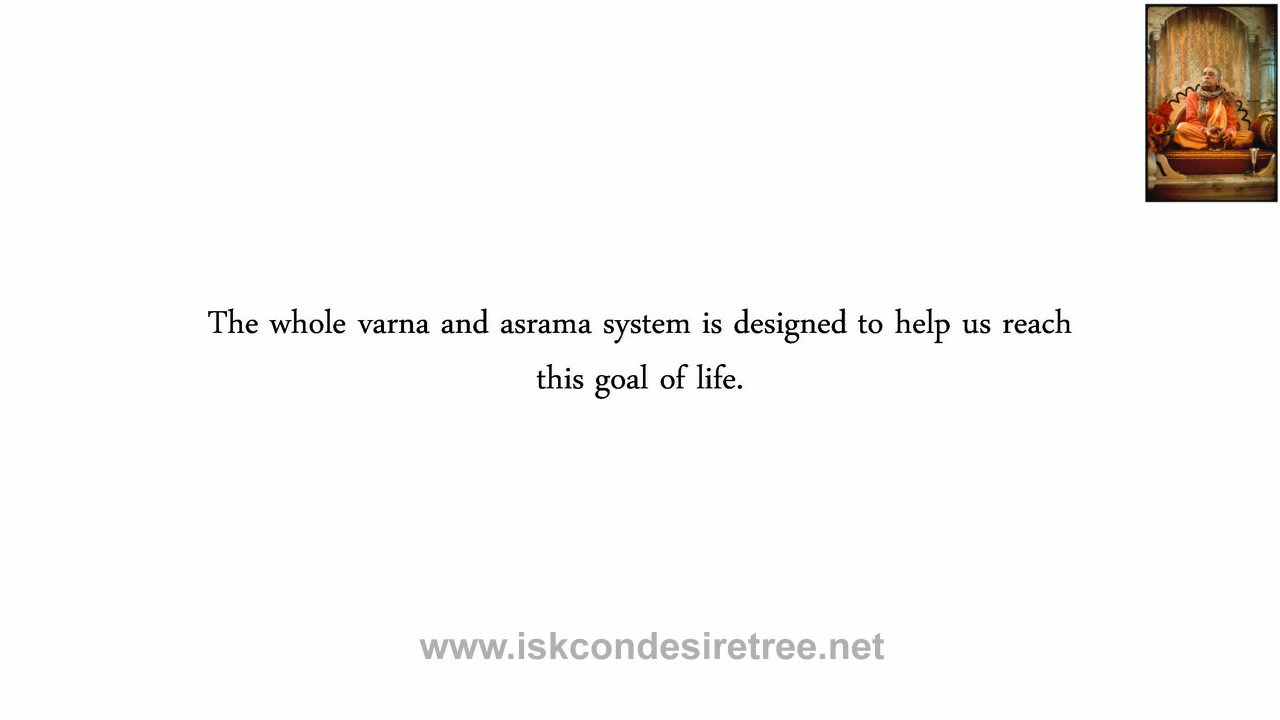 The whole varna and asrama system is designed to help us reach
this goal of life.
www.iskcondesiretree.net